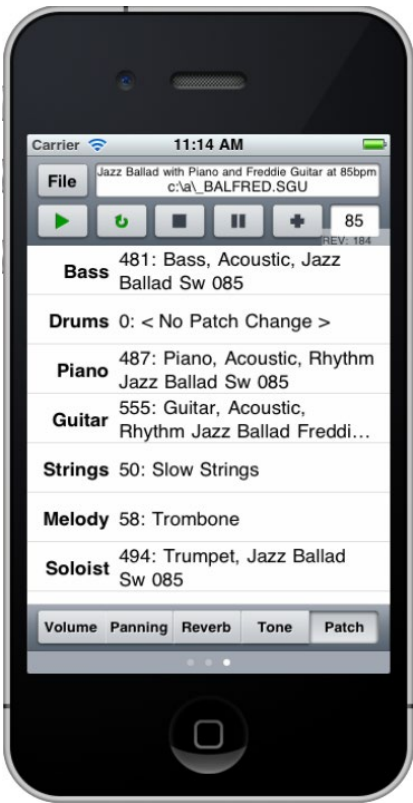 Carrier 11:14 AM
File
Jazz Ballad with Piano and Freddie Guitar at 85bpm
c:\a\_BALFRED.SGU
85
REV: 184
Bass 481: Bass, Acoustic, Jazz
Ballad Sw 085
Drums 0: < No Patch Change >
Piano 487: Piano, Acoustic, Rhythm
Jazz Ballad Sw 085
Guitar 555: Guitar, Acoustic,
Rhythm Jazz Ballad Freddi...
Strings 50: Slow Strings
Melody 58: Trombone
Soloist 494: Trumpet, Jazz Ballad
Sw 085
Volume Panning Reverb Tone Patch